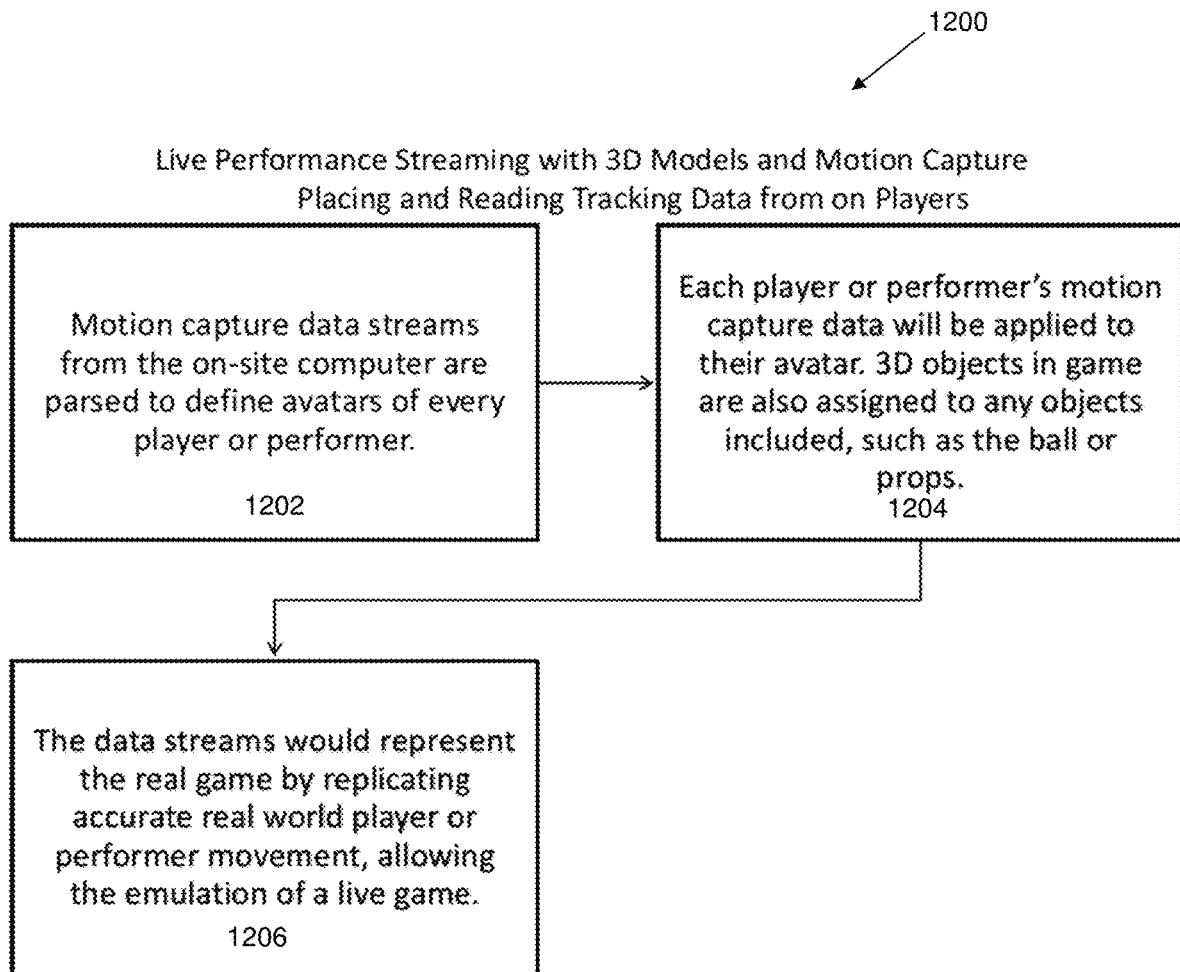 1200
Live Performance Streaming with 3D Models and Motion Capture
Placing and Reading Tracking Data from on Players
Motion capture data streams
from the on-site computer are
parsed to define avatars of every
player or performer.
1202
Each player or performer's motion
capture data will be applied to
their avatar. 3D objects in game
are also assigned to any objects
included, such as the ball or
props.
1204
The data streams would represent
the real game by replicating
accurate real world player or
performer movement, allowing
the emulation of a live game.
1206